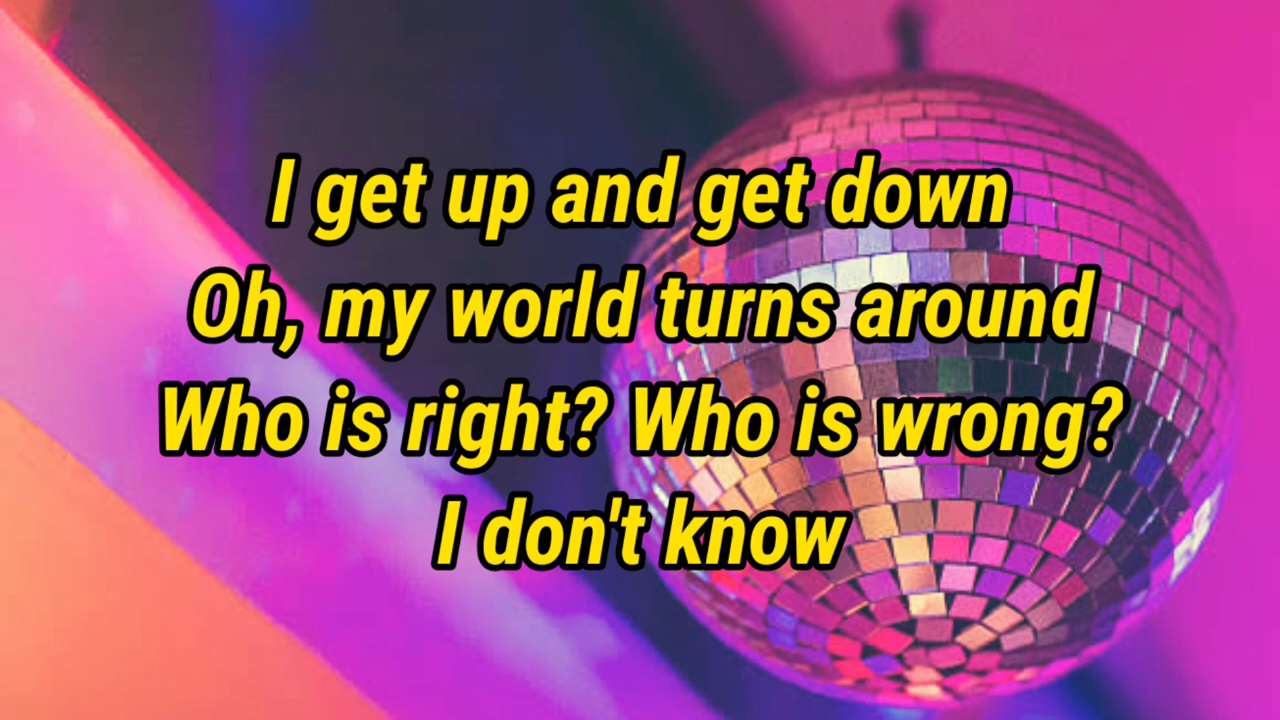 I get up and get down
Oh, my world turns around
Who is right? Who is wrong?
I don't know